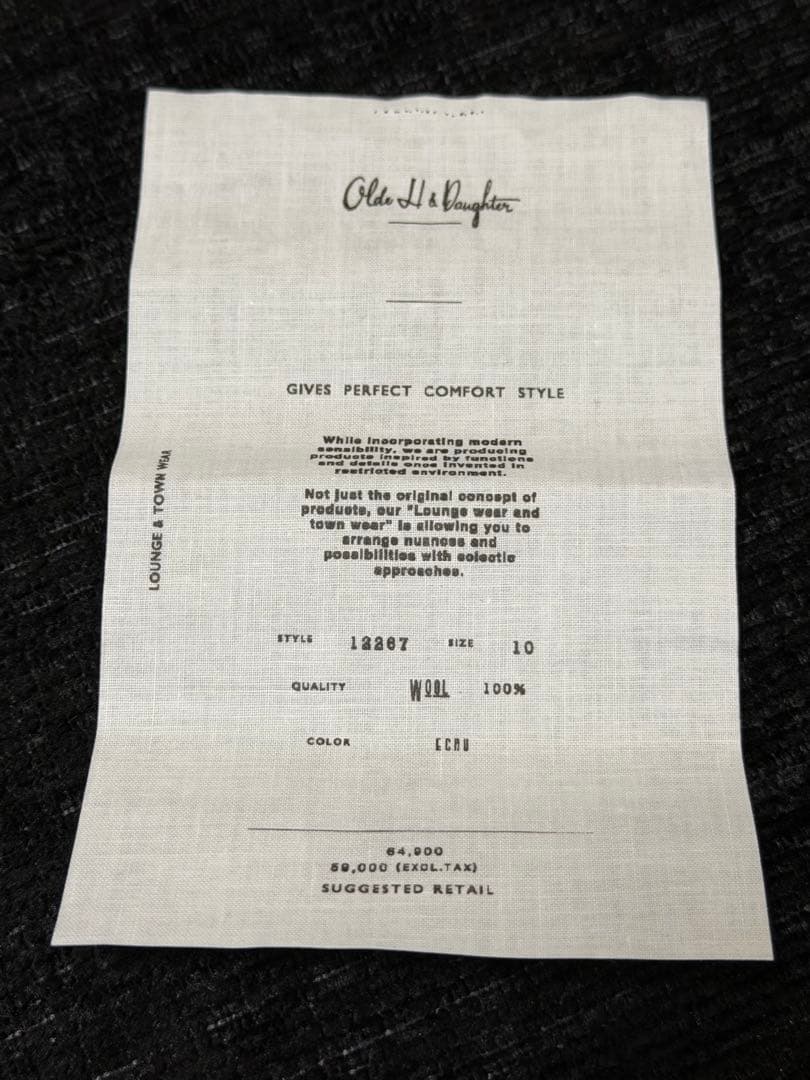 Olde H & Daughter
GIVES PERFECT COMFORT STYLE
While incorporating modern
sensibility, we are producing
products inspired by functions
and details once invented in
restricted environment.
Not just the original concept of
products, our "Lounge wear and
town wear" is allowing you to
arrange nuances and
possibilities with eclectic
approaches.
LOUNGE & TOWN WEAR
STYLE 12267 SIZE 10
QUALITY WOOL 100%
COLOR ECRU
64,900
59,000 (EXCL.TAX)
SUGGESTED RETAIL